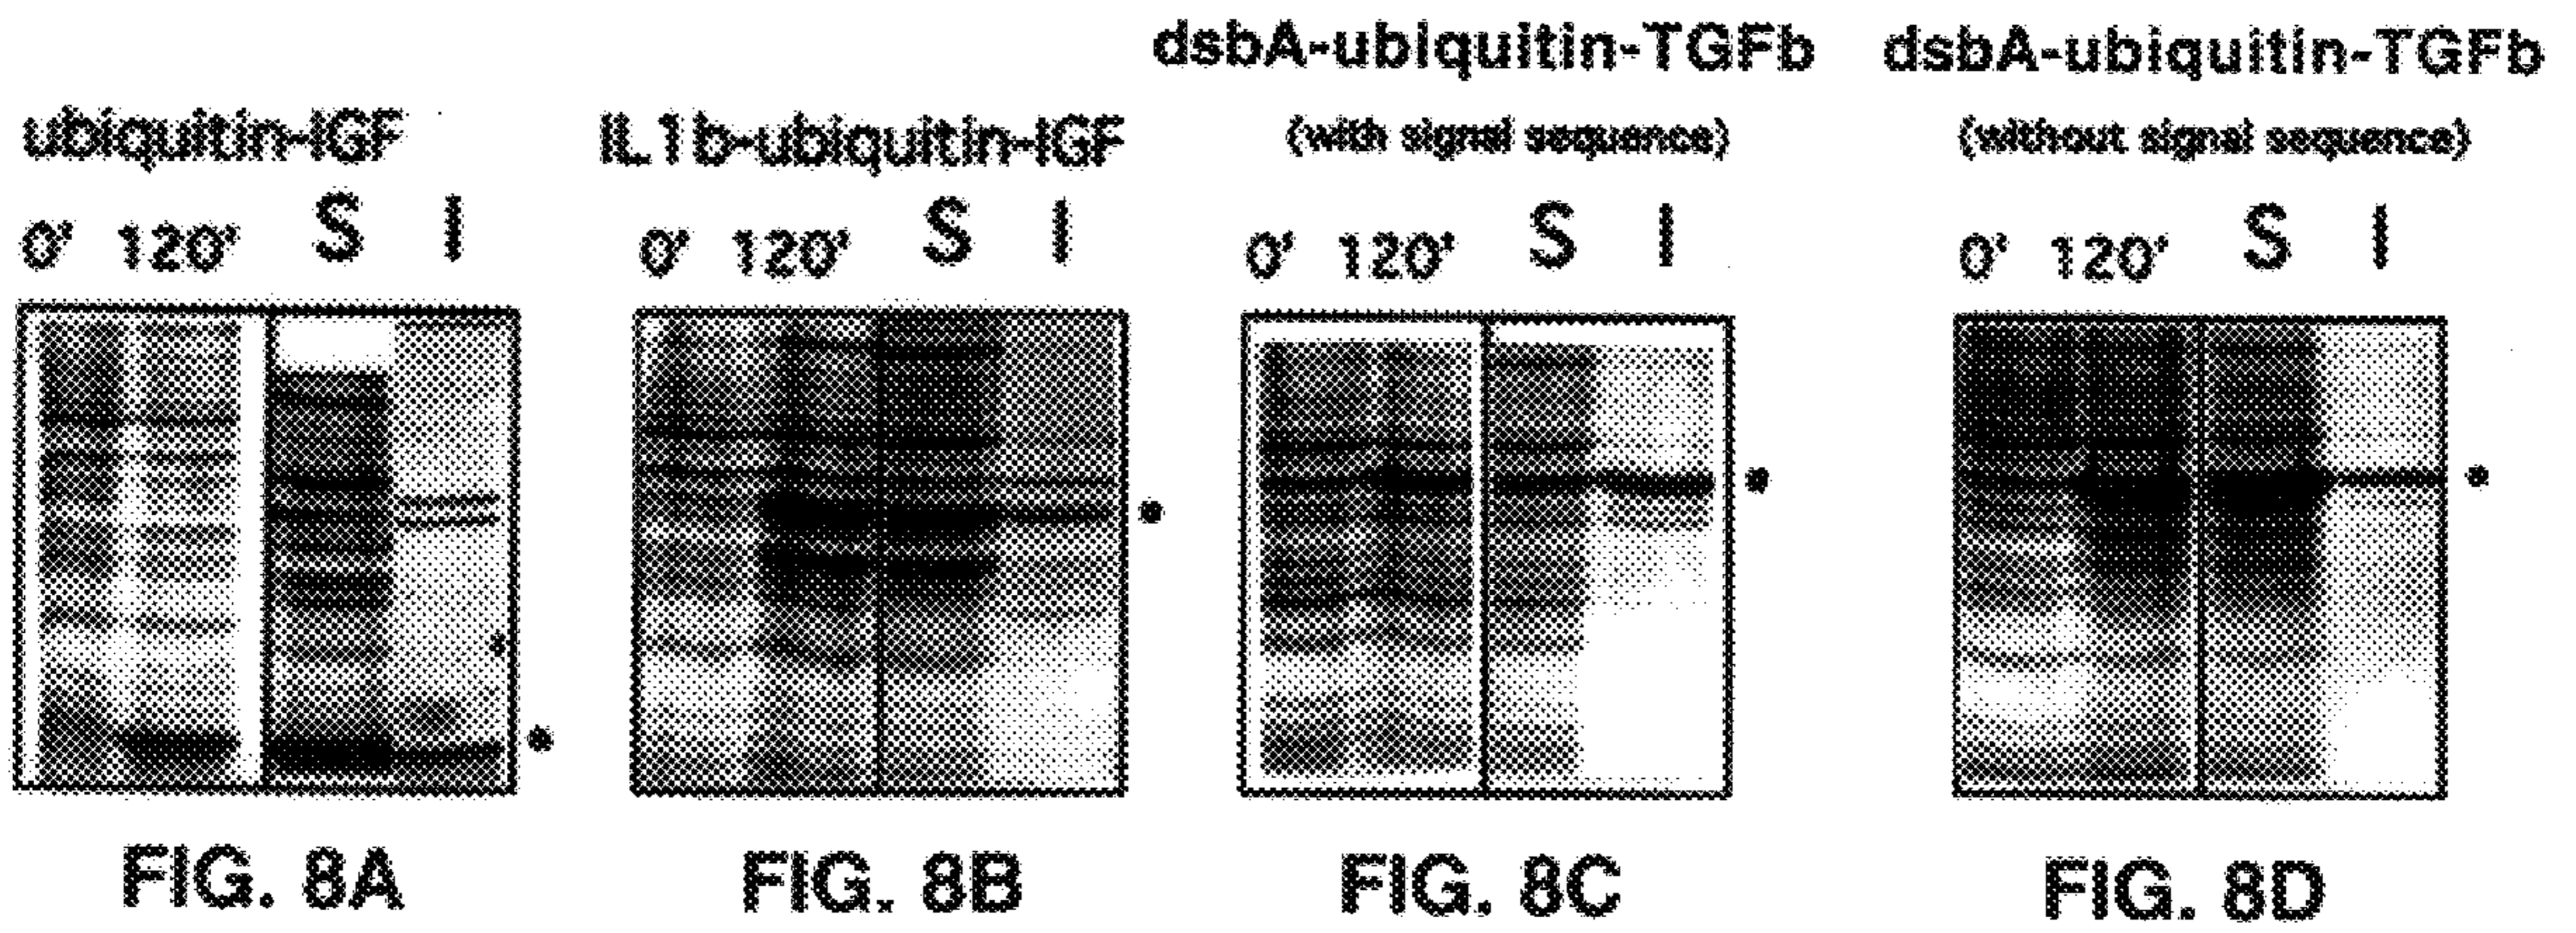 ubiquitin-IGF
0' 120' S I
FIG. 8A
IL1b-ubiquitin-IGF
0' 120' S I
FIG. 8B
dsbA-ubiquitin-TGFb
(with signal sequence)
0' 120' S I
FIG. 8C
dsbA-ubiquitin-TGFb
(without signal sequence)
0' 120' S I
FIG. 8D